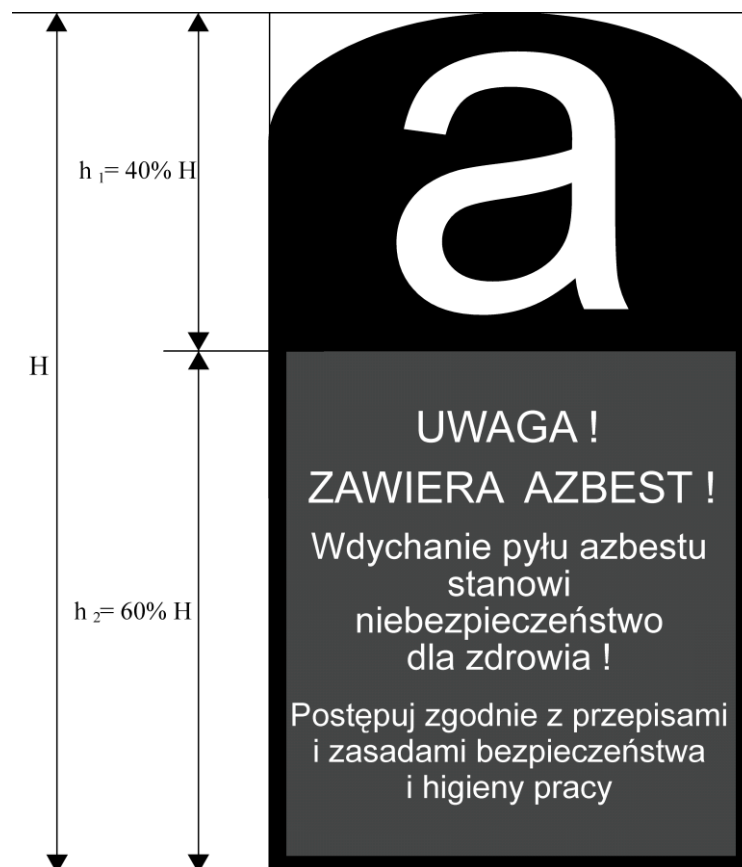 a
h 1= 40% H
H
UWAGA !
ZAWIERA AZBEST !
Wdychanie pyłu azbestu
stanowi
niebezpieczeństwo
dla zdrowia !
h 2= 60% H
Postępuj zgodnie z przepisami
i zasadami bezpieczeństwa
i higieny pracy